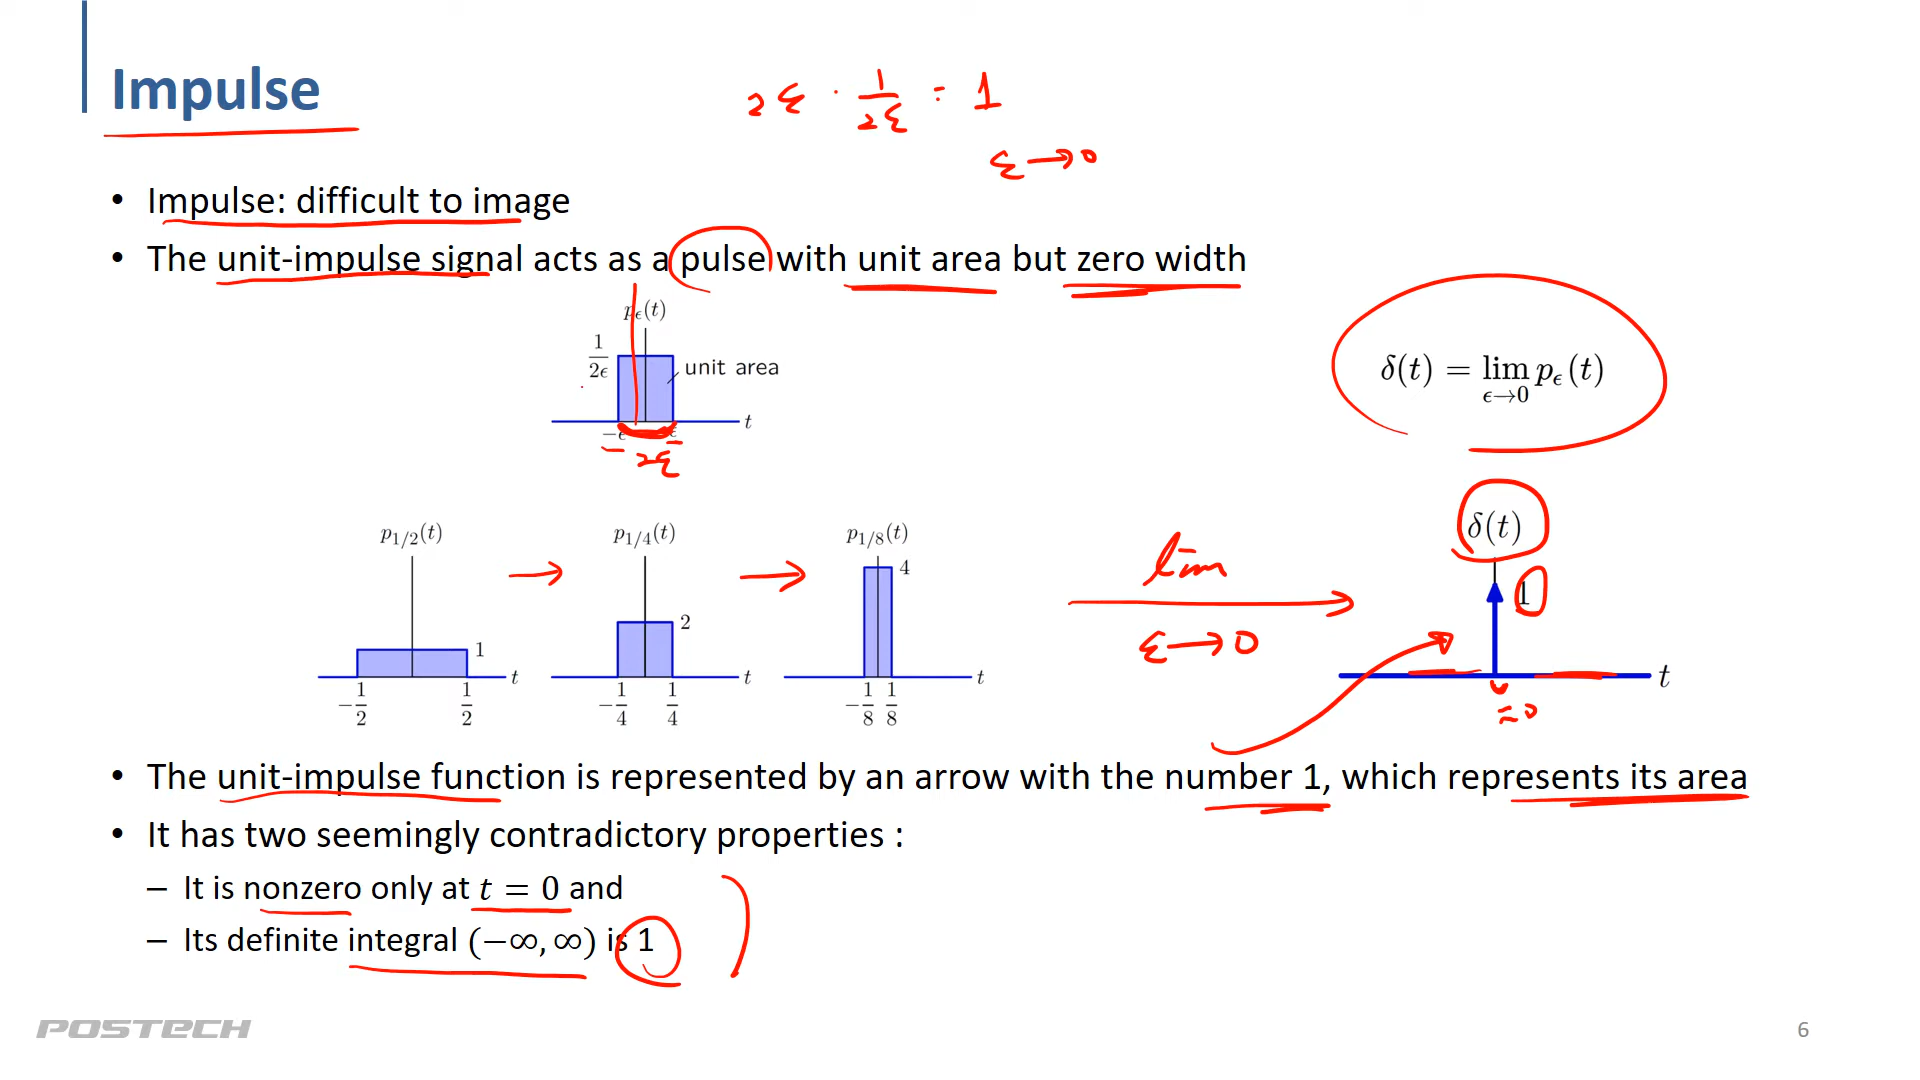 Impulse
2ε · 1/2ε = 1
ε → 0
• Impulse: difficult to image
• The unit-impulse signal acts as a pulse with unit area but zero width
pϵ(t)
1/2ϵ
unit area
t
−ϵ ϵ
2ε
δ(t) = lim ϵ→0 pϵ(t)
p1/2(t)
1
t
−1/2 1/2
p1/4(t)
2
t
−1/4 1/4
p1/8(t)
4
t
−1/8 1/8
lim
ε → 0
δ(t)
1
t
=0
• The unit-impulse function is represented by an arrow with the number 1, which represents its area
• It has two seemingly contradictory properties :
– It is nonzero only at t = 0 and
– Its definite integral (−∞, ∞) is 1
POSTECH
6